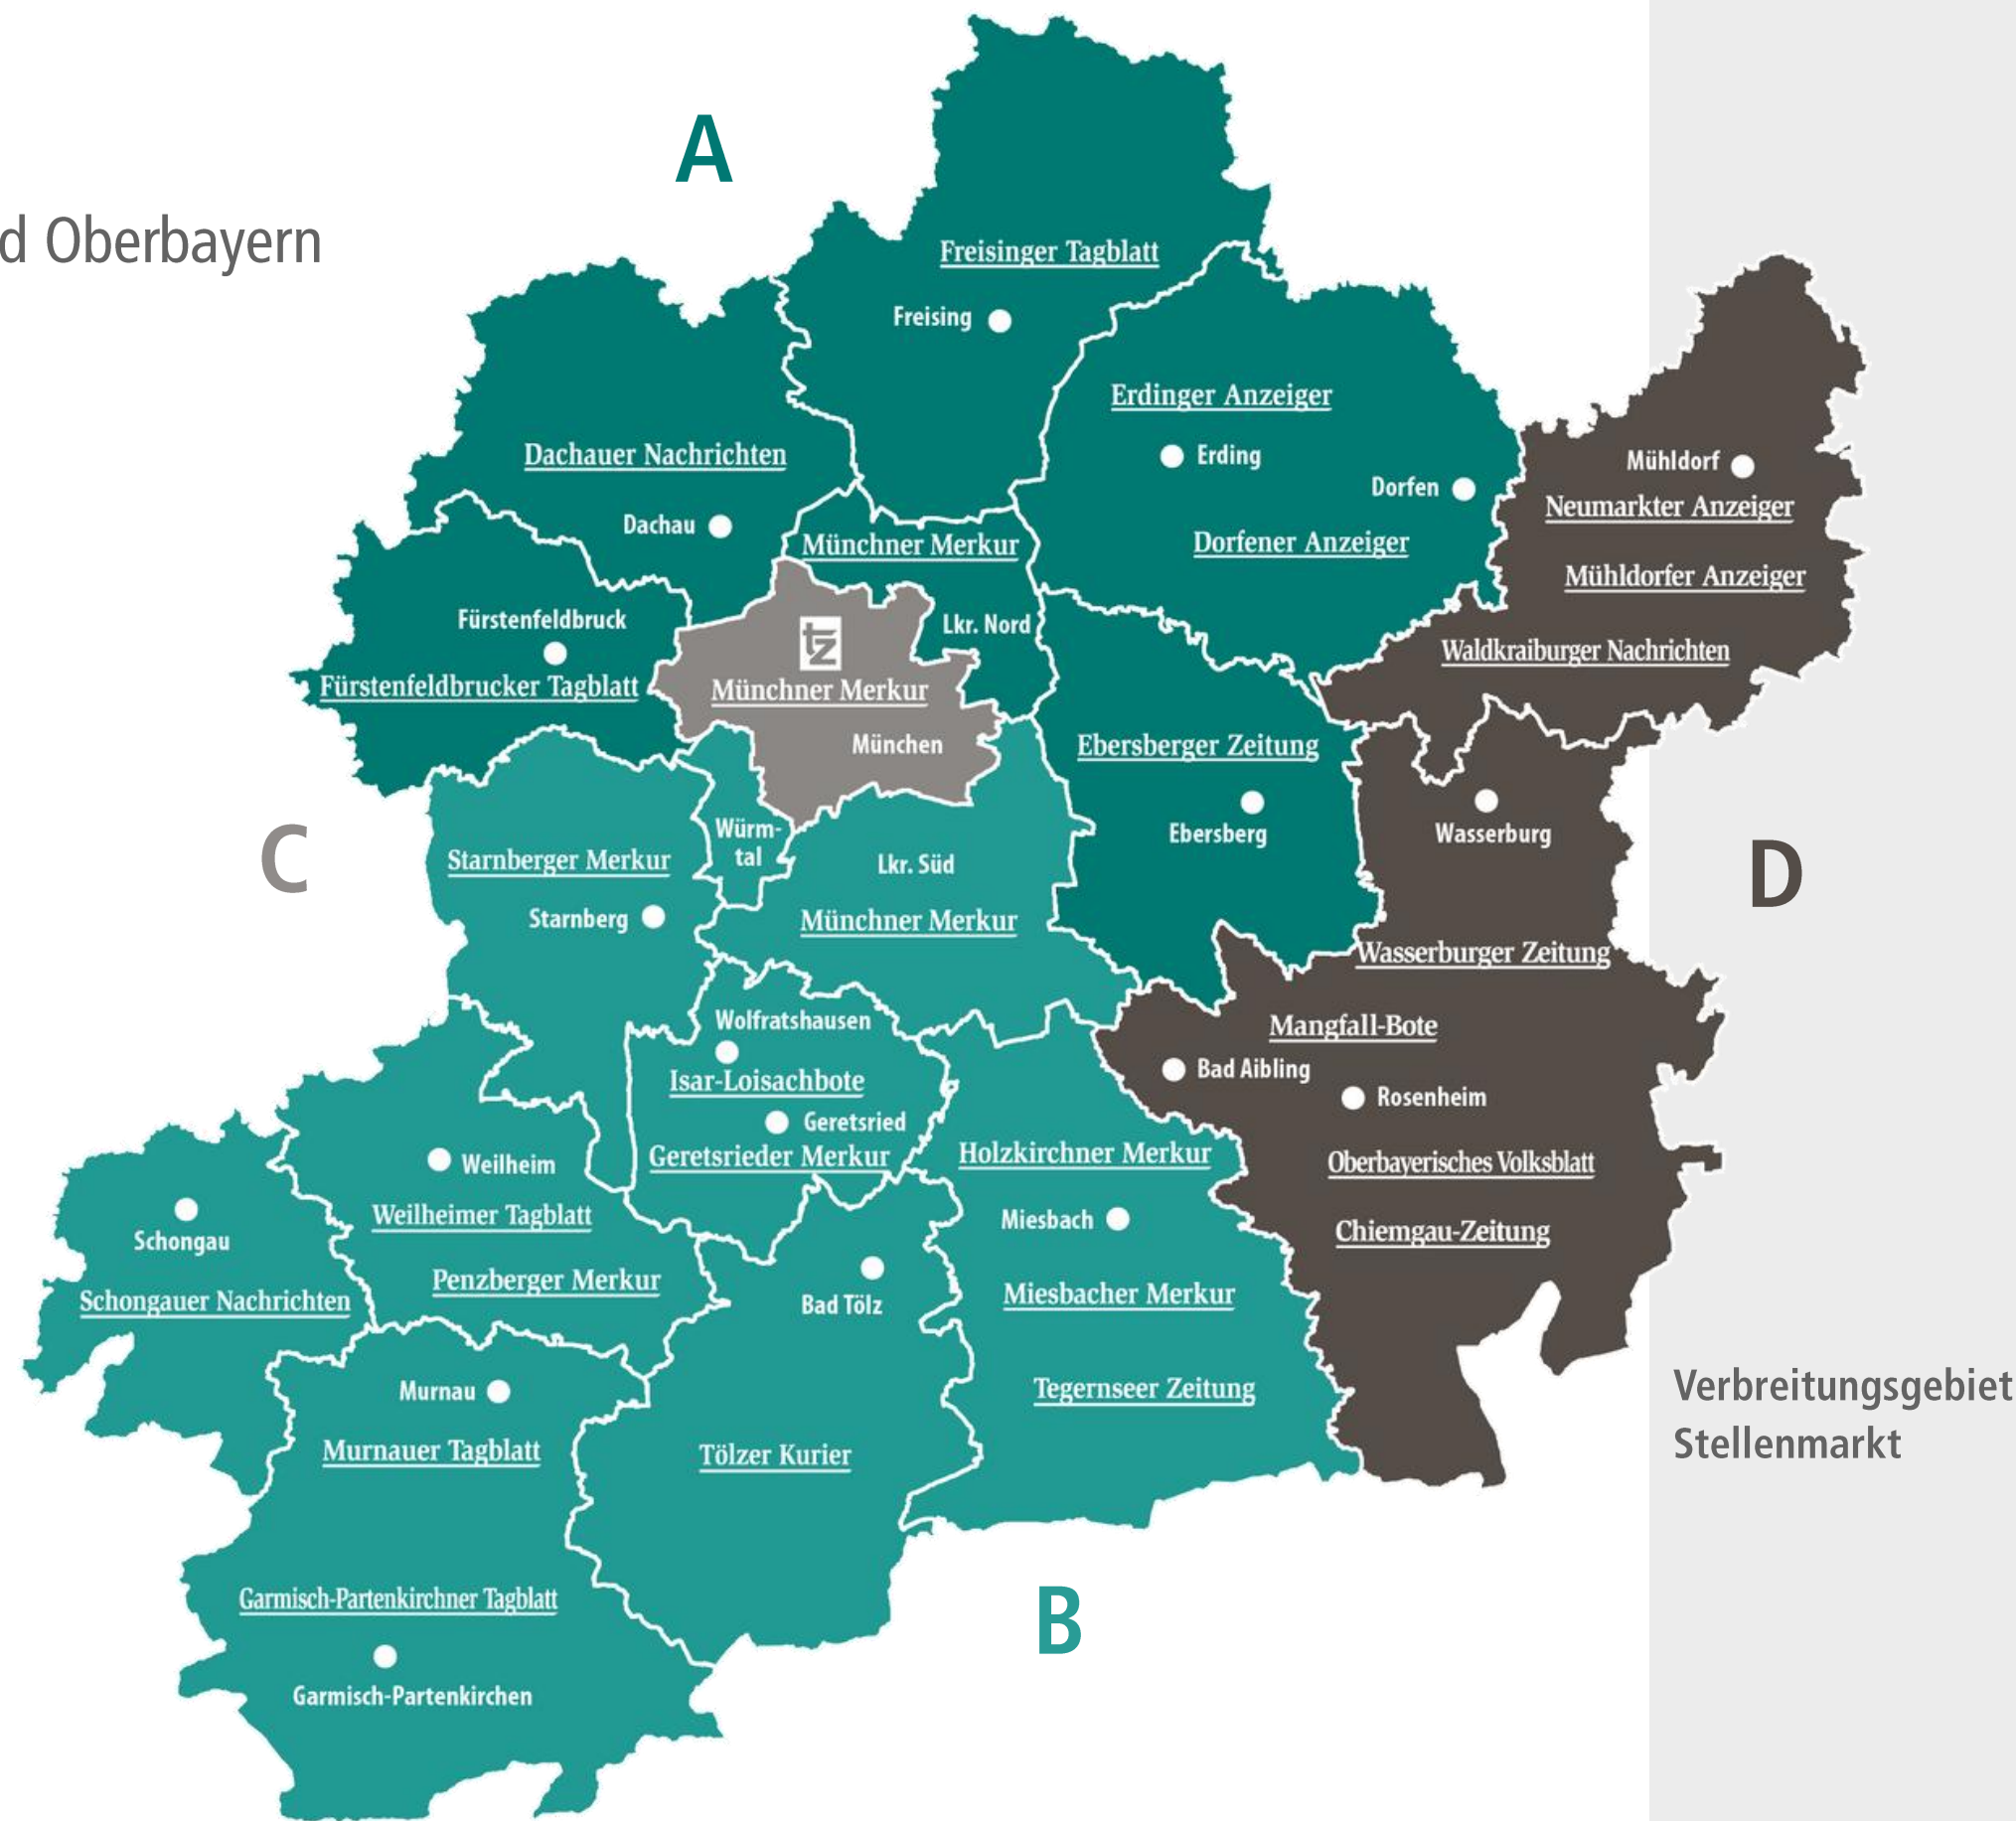 A
d Oberbayern
Freisinger Tagblatt
Freising
Erdinger Anzeiger
Erding
Dorfen
Dorfener Anzeiger
Dachauer Nachrichten
Dachau
Münchner Merkur
Lkr. Nord
Mühldorf
Neumarkter Anzeiger
Mühldorfer Anzeiger
Waldkraiburger Nachrichten
Fürstenfeldbruck
Fürstenfeldbrucker Tagblatt
tz
Münchner Merkur
München
Ebersberger Zeitung
Ebersberg
Wasserburg
C
D
Starnberger Merkur
Starnberg
Würm-
tal
Lkr. Süd
Münchner Merkur
Wasserburger Zeitung
Mangfall-Bote
Bad Aibling
Rosenheim
Oberbayerisches Volksblatt
Chiemgau-Zeitung
Wolfratshausen
Isar-Loisachbote
Geretsried
Geretsrieder Merkur
Holzkirchner Merkur
Miesbach
Miesbacher Merkur
Tegernseer Zeitung
Weilheim
Weilheimer Tagblatt
Penzberger Merkur
Schongau
Schongauer Nachrichten
Bad Tölz
Tölzer Kurier
Murnau
Murnauer Tagblatt
Garmisch-Partenkirchner Tagblatt
Garmisch-Partenkirchen
B
Verbreitungsgebiet
Stellenmarkt